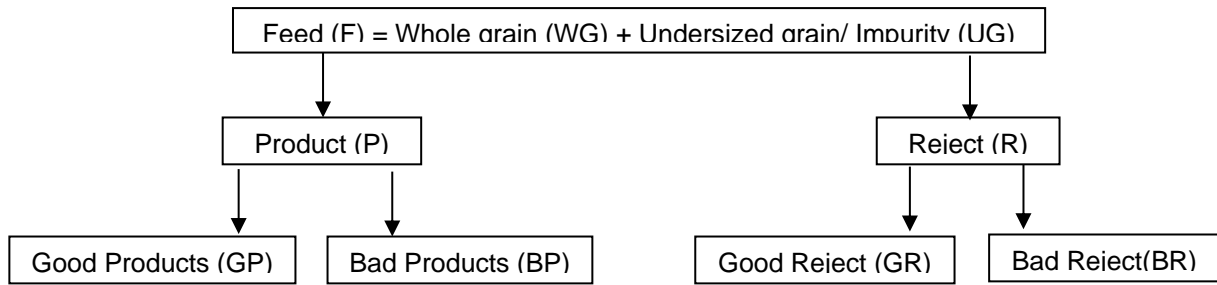 Feed (F) = Whole grain (WG) + Undersized grain/ Impurity (UG)
Product (P)
Reject (R)
Good Products (GP)
Bad Products (BP)
Good Reject (GR)
Bad Reject(BR)